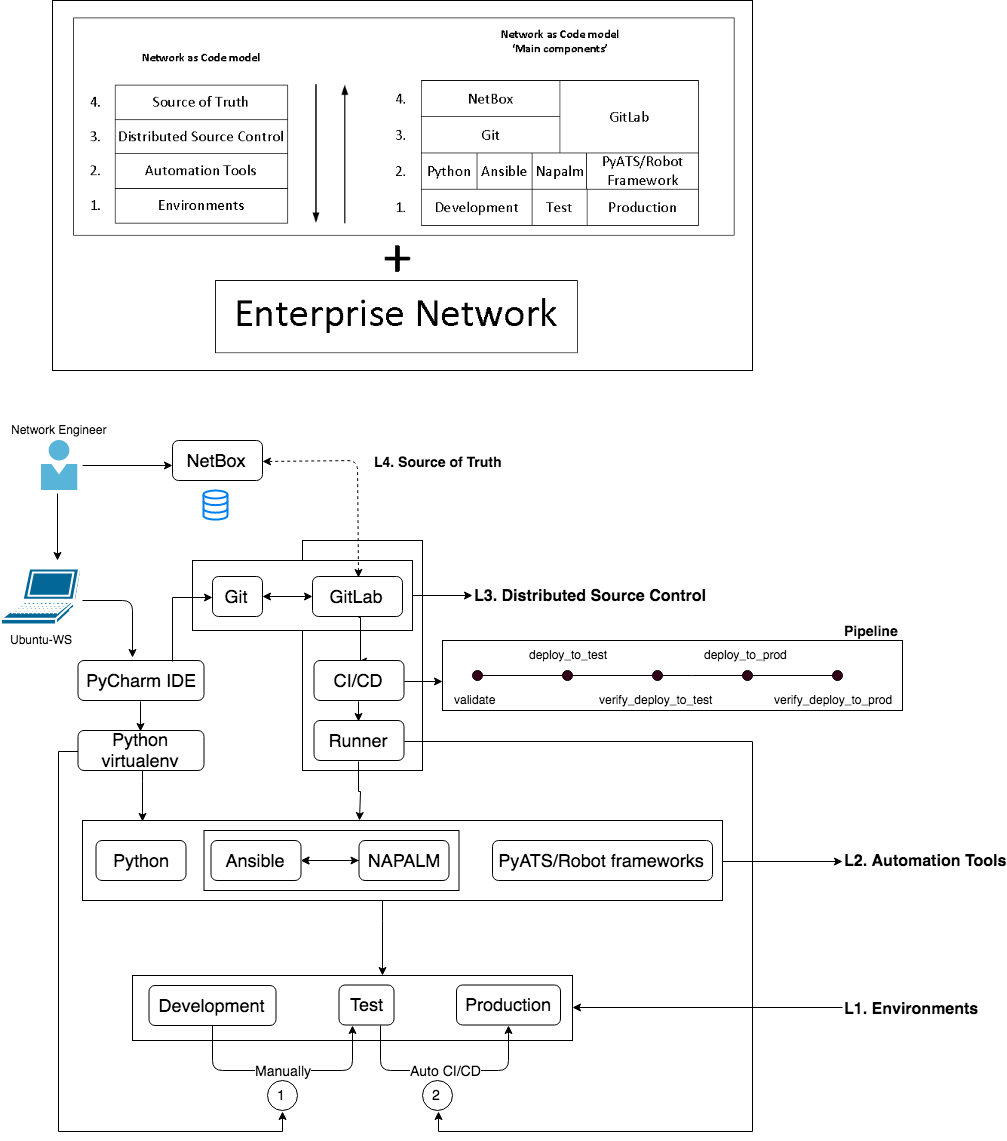 Network as Code model
4. Source of Truth
3. Distributed Source Control
2. Automation Tools
1. Environments
Network as Code model
‘Main components’
4. NetBox
GitLab
3. Git
2. Python Ansible Napalm PyATS/Robot
Framework
1. Development Test Production
+
Enterprise Network
Network Engineer
NetBox
L4. Source of Truth
Ubuntu-WS
Git
GitLab
L3. Distributed Source Control
PyCharm IDE
CI/CD
Pipeline
deploy_to_test
deploy_to_prod
validate
verify_deploy_to_test
verify_deploy_to_prod
Python
virtualenv
Runner
Python
Ansible
NAPALM
PyATS/Robot frameworks
L2. Automation Tools
Development
Test
Production
L1. Environments
Manually
Auto CI/CD
1
2